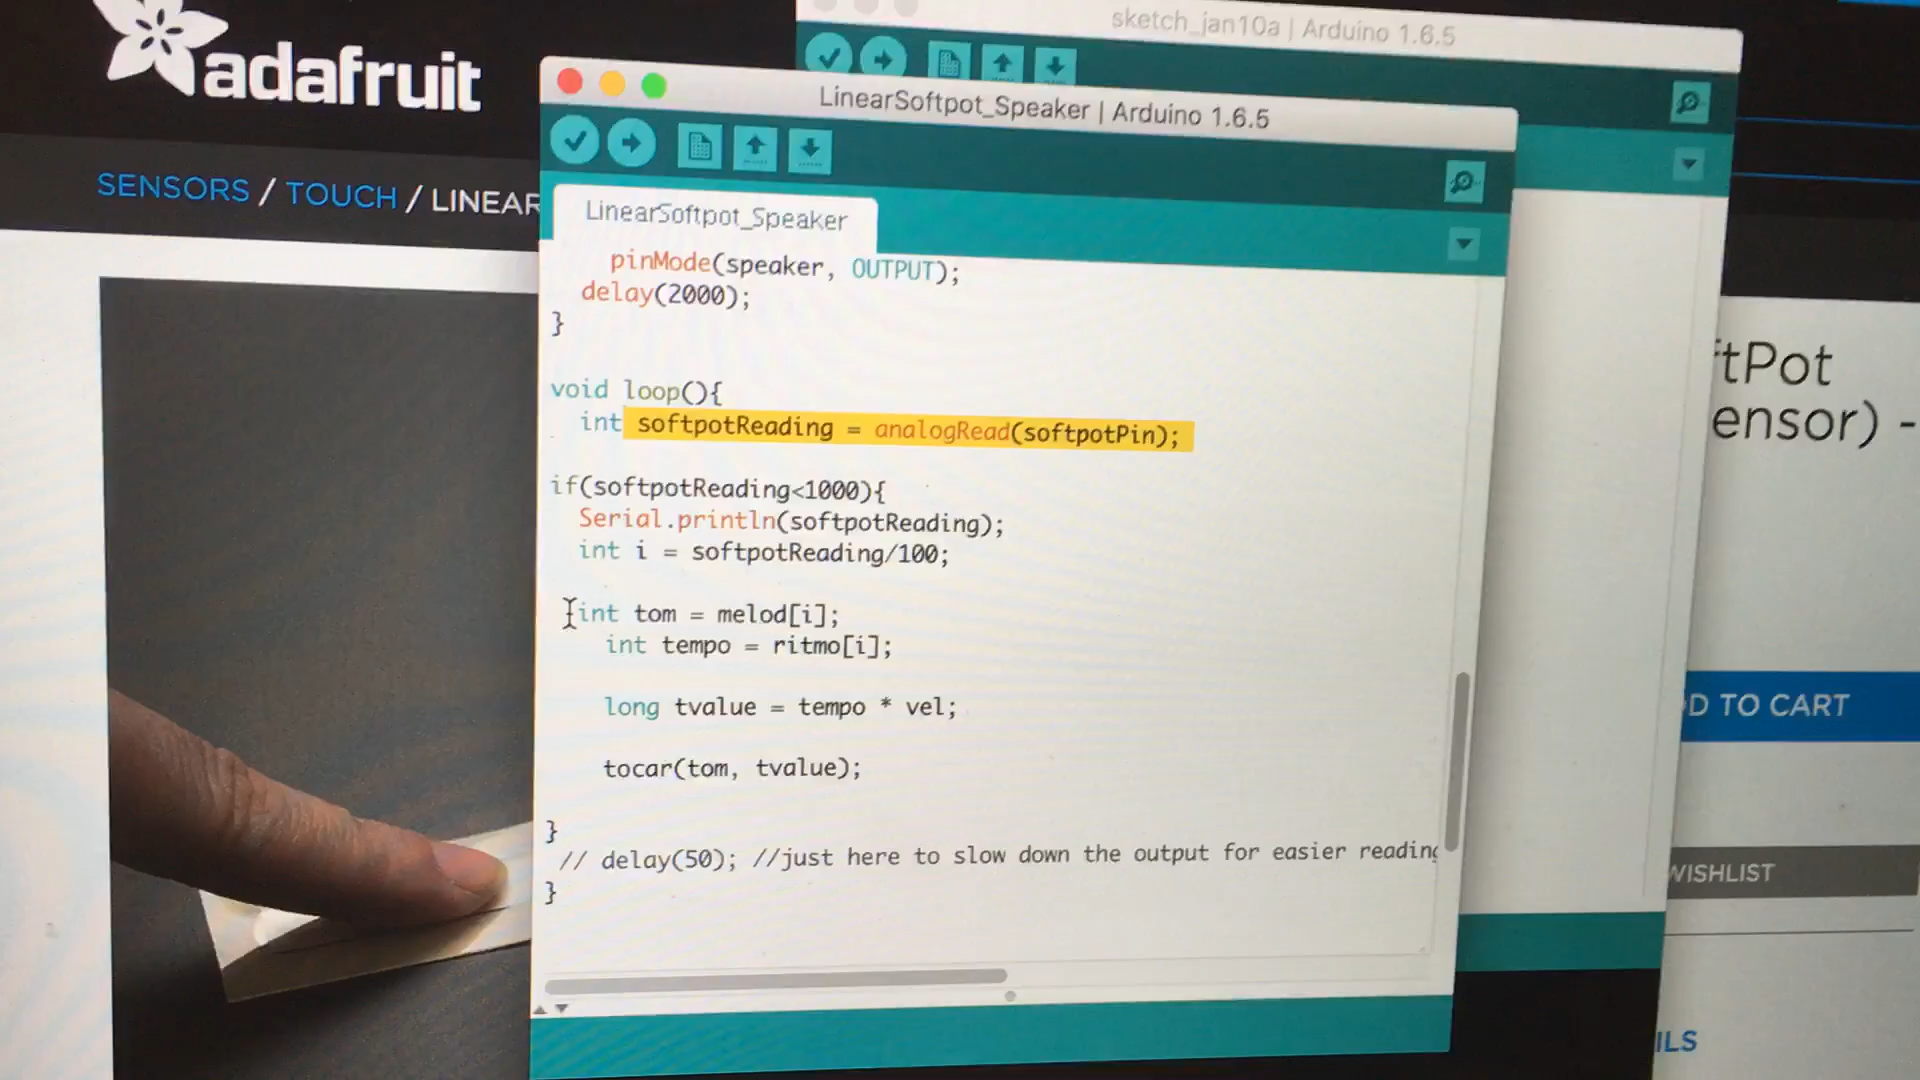 sketch_jan10a | Arduino 1.6.5
adafruit
LinearSoftpot_Speaker | Arduino 1.6.5
SENSORS / TOUCH / LINEAR
LinearSoftpot_Speaker
pinMode(speaker, OUTPUT);
delay(2000);
}
void loop(){
int softpotReading = analogRead(softpotPin);
if(softpotReading<1000){
Serial.println(softpotReading);
int i = softpotReading/100;
int tom = melod[i];
int tempo = ritmo[i];
long tvalue = tempo * vel;
tocar(tom, tvalue);
}
// delay(50); //just here to slow down the output for easier reading
}
ftPot
ensor) -
D TO CART
WISHLIST
ILS